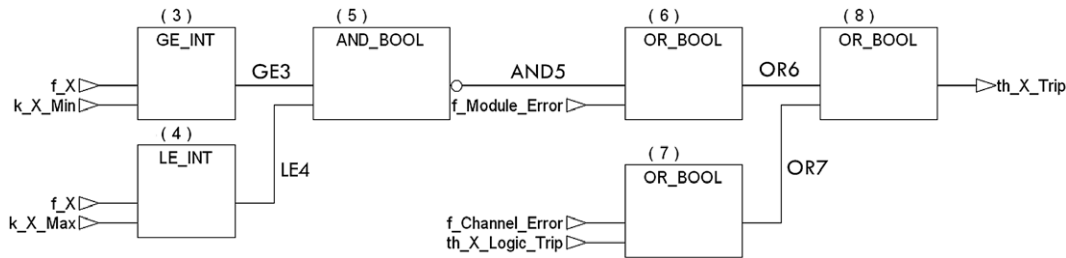 ( 3 )
GE_INT
f_X
k_X_Min
GE3
( 4 )
LE_INT
f_X
k_X_Max
LE4
( 5 )
AND_BOOL
AND5
f_Module_Error
( 6 )
OR_BOOL
OR6
( 7 )
OR_BOOL
f_Channel_Error
th_X_Logic_Trip
OR7
( 8 )
OR_BOOL
th_X_Trip